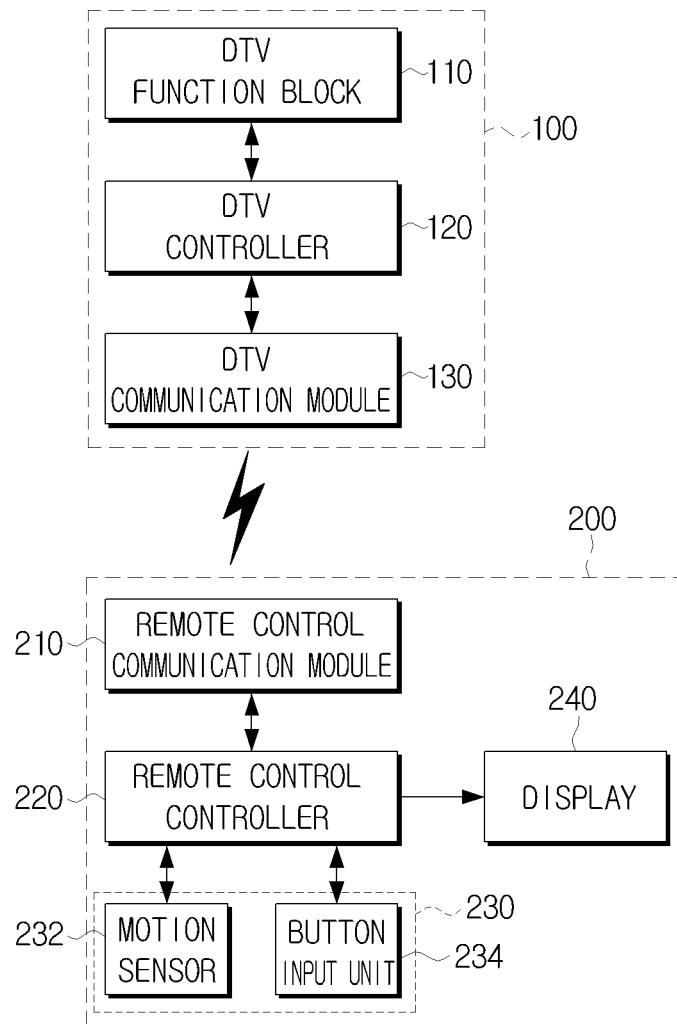 DTV
FUNCTION BLOCK
110
100
DTV
CONTROLLER
120
DTV
COMMUNICATION MODULE
130
200
REMOTE CONTROL
COMMUNICATION MODULE
210
240
REMOTE CONTROL
CONTROLLER
220
DISPLAY
230
232
MOTION
SENSOR
BUTTON
INPUT UNIT
234